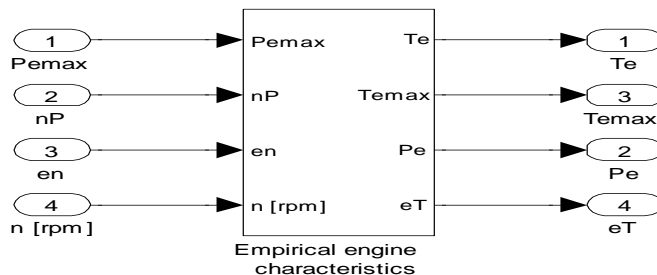 1
Pemax
2
nP
3
en
4
n [rpm]
Pemax
nP
en
n [rpm]
Te
Temax
Pe
eT
Empirical engine
characteristics
1
Te
3
Temax
2
Pe
4
eT